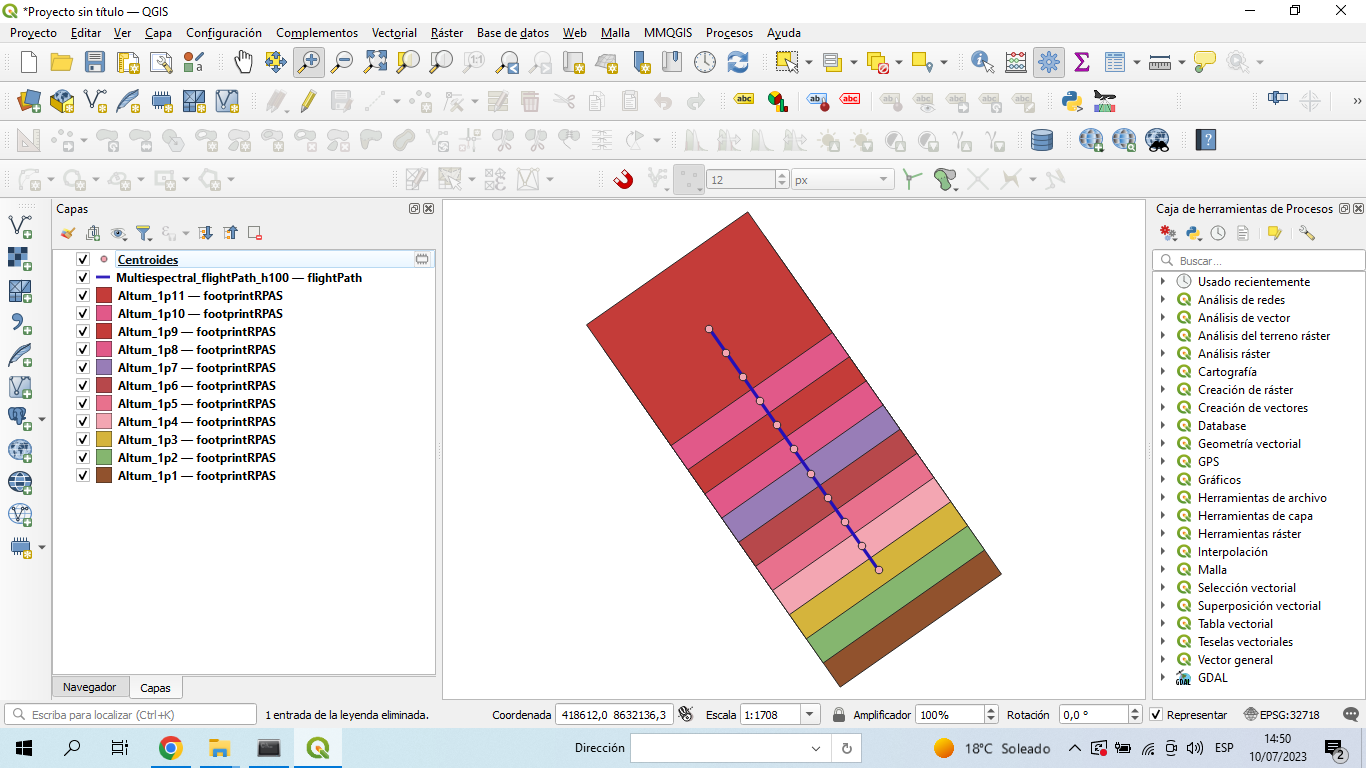 *Proyecto sin título — QGIS
Proyecto Editar Ver Capa Configuración Complementos Vectorial Ráster Base de datos Web Malla MMQGIS Procesos Ayuda
abc abc ab abc
12 px
Capas
Caja de herramientas de Procesos
Buscar...
Centroides
Multiespectral_flightPath_h100 — flightPath
Altum_1p11 — footprintRPAS
Altum_1p10 — footprintRPAS
Altum_1p9 — footprintRPAS
Altum_1p8 — footprintRPAS
Altum_1p7 — footprintRPAS
Altum_1p6 — footprintRPAS
Altum_1p5 — footprintRPAS
Altum_1p4 — footprintRPAS
Altum_1p3 — footprintRPAS
Altum_1p2 — footprintRPAS
Altum_1p1 — footprintRPAS
Usado recientemente
Análisis de redes
Análisis de vector
Análisis del terreno ráster
Análisis ráster
Cartografía
Creación de ráster
Creación de vectores
Database
Geometría vectorial
GPS
Gráficos
Herramientas de archivo
Herramientas de capa
Herramientas ráster
Interpolación
Malla
Selección vectorial
Superposición vectorial
Tabla vectorial
Teselas vectoriales
Vector general
GDAL
Navegador Capas
Escriba para localizar (Ctrl+K) 1 entrada de la leyenda eliminada. Coordenada 418612,0 8632136,3 Escala 1:1708 Amplificador 100% Rotación 0,0 ° Representar EPSG:32718
Dirección 18°C Soleado ESP 14:50
10/07/2023 2